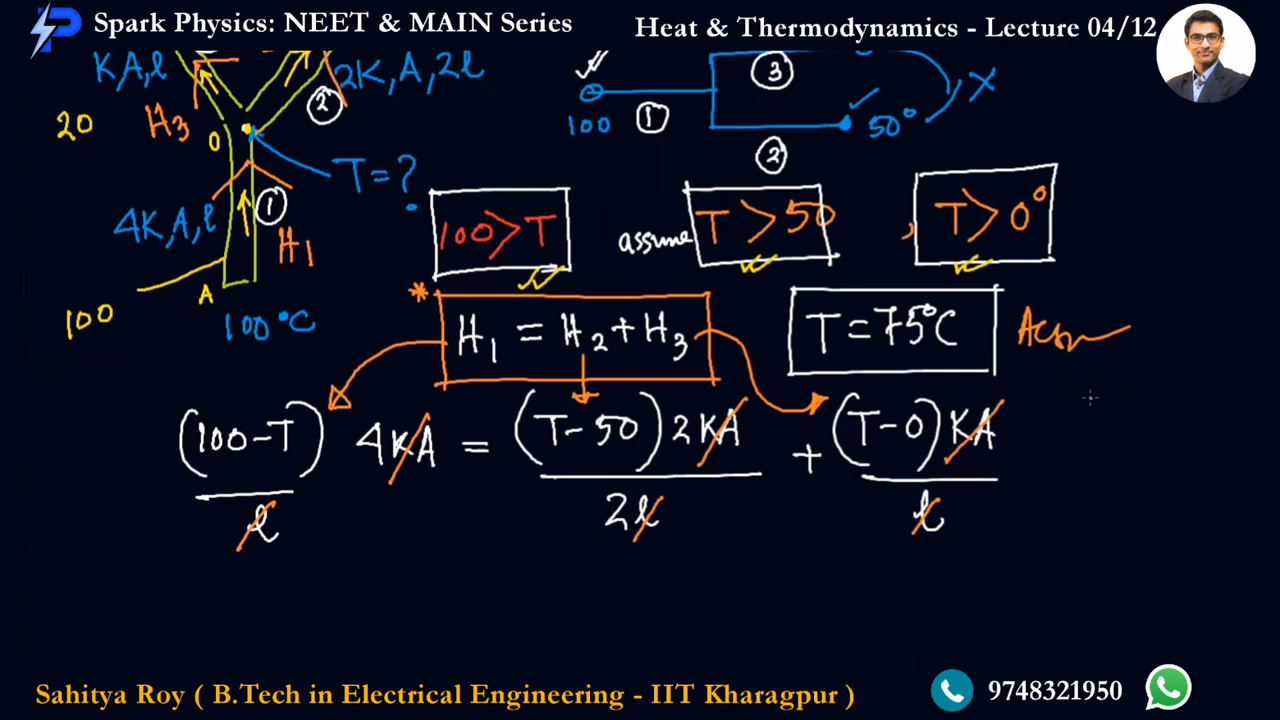 Spark Physics: NEET & MAIN Series
Heat & Thermodynamics - Lecture 04/12
K,A,l
2K, A, 2l
20
H3
2
O
T = ?
4K,A,l
1
H1
100
A
100°C
3
100
1
50°
X
2
100>T
assume T > 50
, T > 0°
* H1 = H2 + H3
T = 75°C
(100 - T) 4KA = (T - 50) 2KA + (T - 0) KA
l 2l l
Sahitya Roy ( B.Tech in Electrical Engineering - IIT Kharagpur )
9748321950